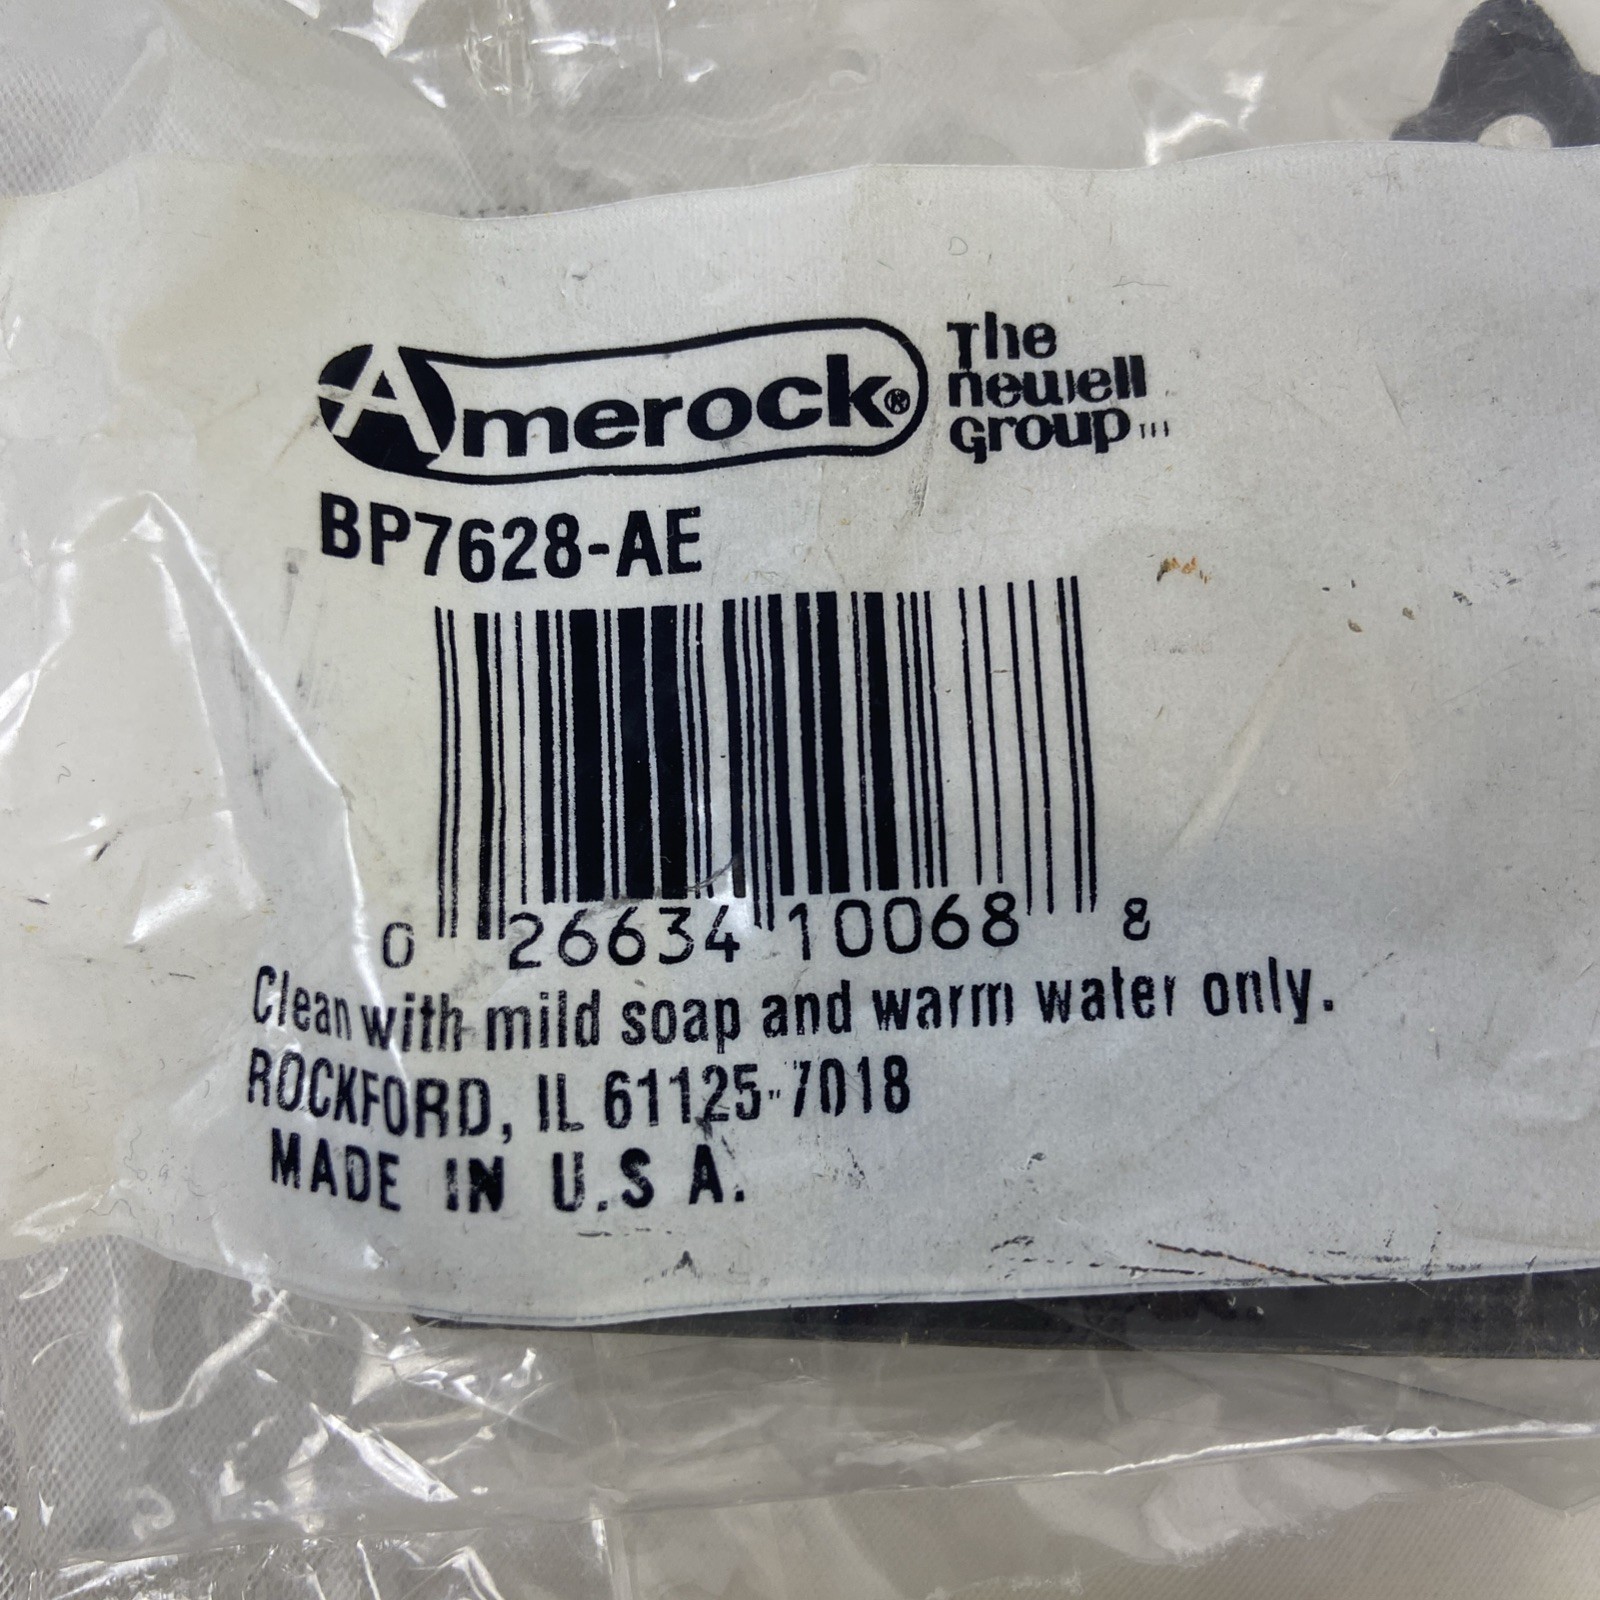 Amerock®
The
newell
Group
BP7628-AE
0 26634 10068 8
Clean with mild soap and warm water only.
ROCKFORD, IL 61125-7018
MADE IN U.S A.